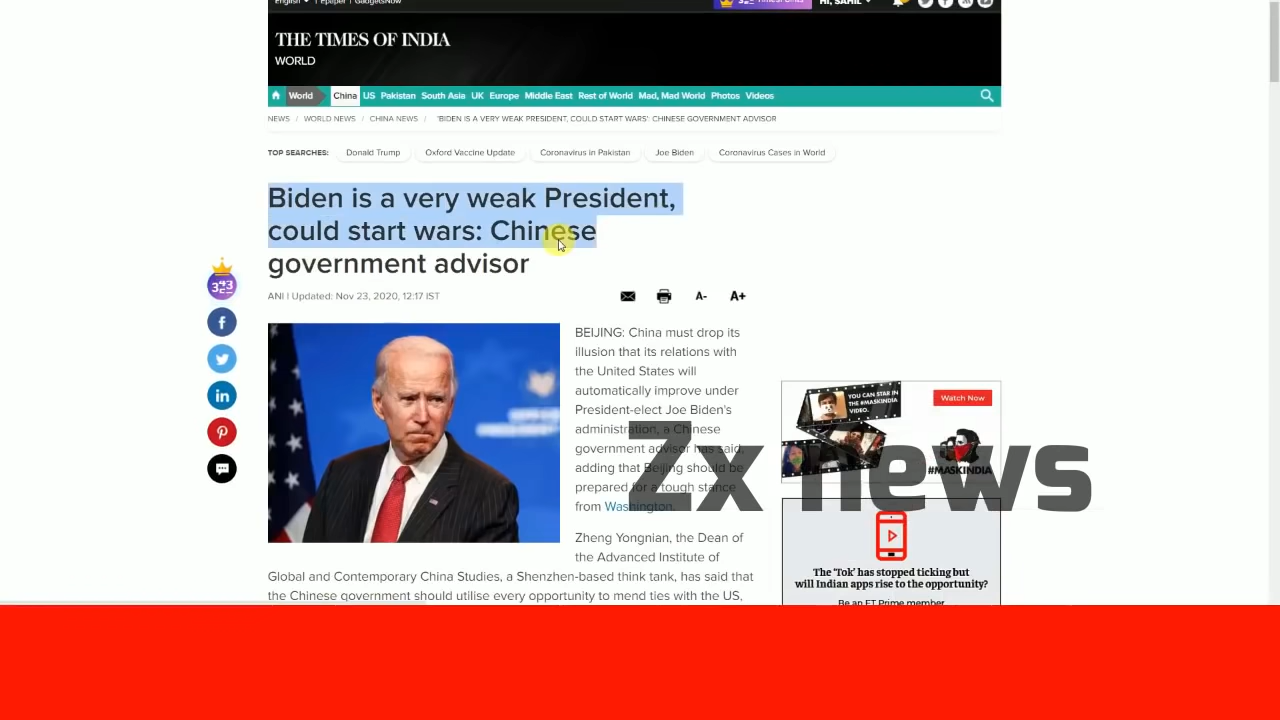 English EPaper GadgetsNow
HI, SAHIL
THE TIMES OF INDIA
WORLD
World China US Pakistan South Asia UK Europe Middle East Rest of World Mad, Mad World Photos Videos
NEWS / WORLD NEWS / CHINA NEWS / 'BIDEN IS A VERY WEAK PRESIDENT, COULD START WARS': CHINESE GOVERNMENT ADVISOR
TOP SEARCHES: Donald Trump Oxford Vaccine Update Coronavirus in Pakistan Joe Biden Coronavirus Cases in World
Biden is a very weak President,
could start wars: Chinese
government advisor
ANI | Updated: Nov 23, 2020, 12:17 IST
A- A+
BEIJING: China must drop its
illusion that its relations with
the United States will
automatically improve under
President-elect Joe Biden's
administration, a Chinese
government advisor has said,
adding that Beijing should be
prepared for a tough stance
from Washington.
Zheng Yongnian, the Dean of
the Advanced Institute of
Global and Contemporary China Studies, a Shenzhen-based think tank, has said that
the Chinese government should utilise every opportunity to mend ties with the US,
YOU CAN STAR IN
THE #MASKINDIA
VIDEO.
Watch Now
#MASKINDIA
Zx news
The 'Tok' has stopped ticking but
will Indian apps rise to the opportunity?
Be an ET Prime member